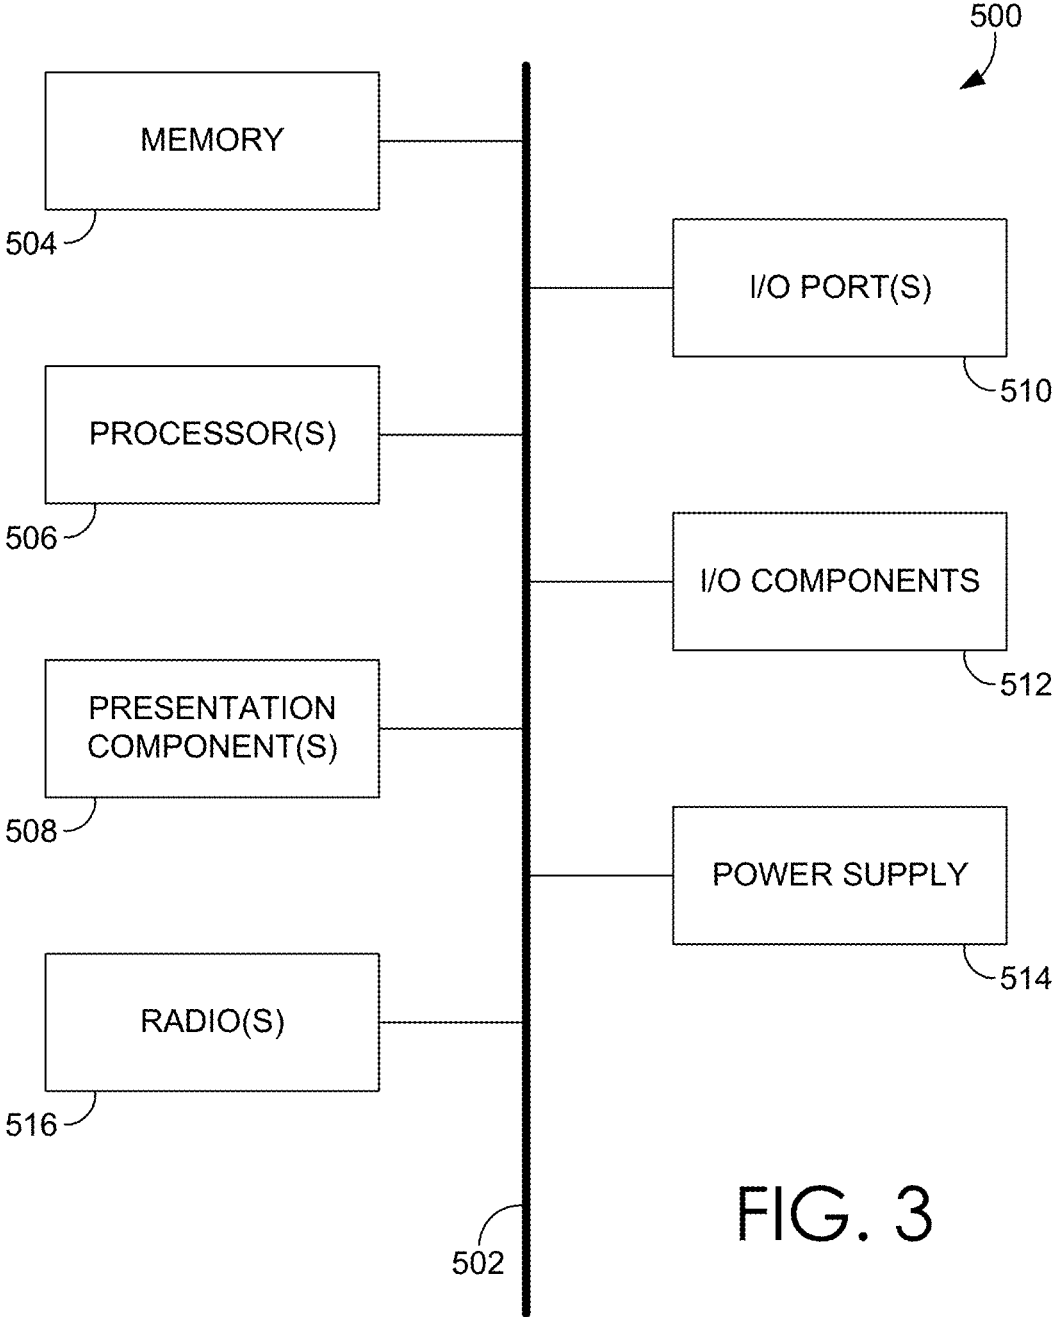 500
MEMORY
504
I/O PORT(S)
510
PROCESSOR(S)
506
I/O COMPONENTS
512
PRESENTATION
COMPONENT(S)
508
POWER SUPPLY
514
RADIO(S)
516
502
FIG. 3